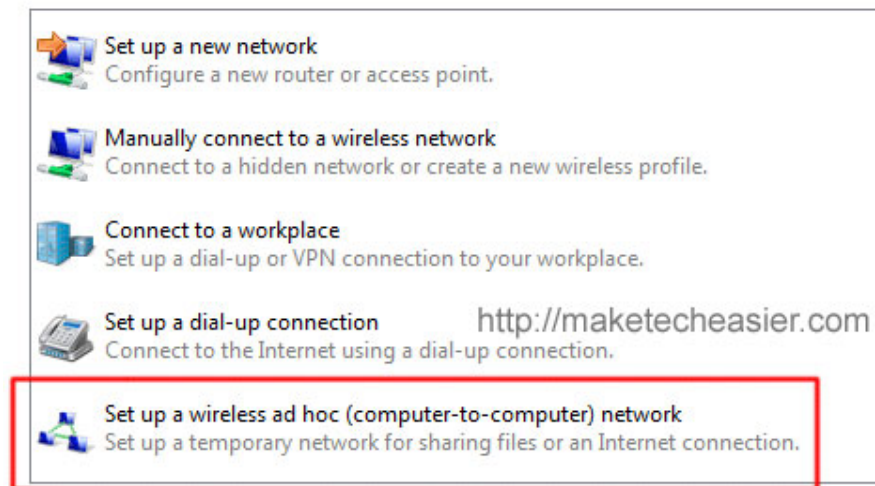 Set up a new network
Configure a new router or access point.
Manually connect to a wireless network
Connect to a hidden network or create a new wireless profile.
Connect to a workplace
Set up a dial-up or VPN connection to your workplace.
Set up a dial-up connection
http://maketecheasier.com
Connect to the Internet using a dial-up connection.
Set up a wireless ad hoc (computer-to-computer) network
Set up a temporary network for sharing files or an Internet connection.